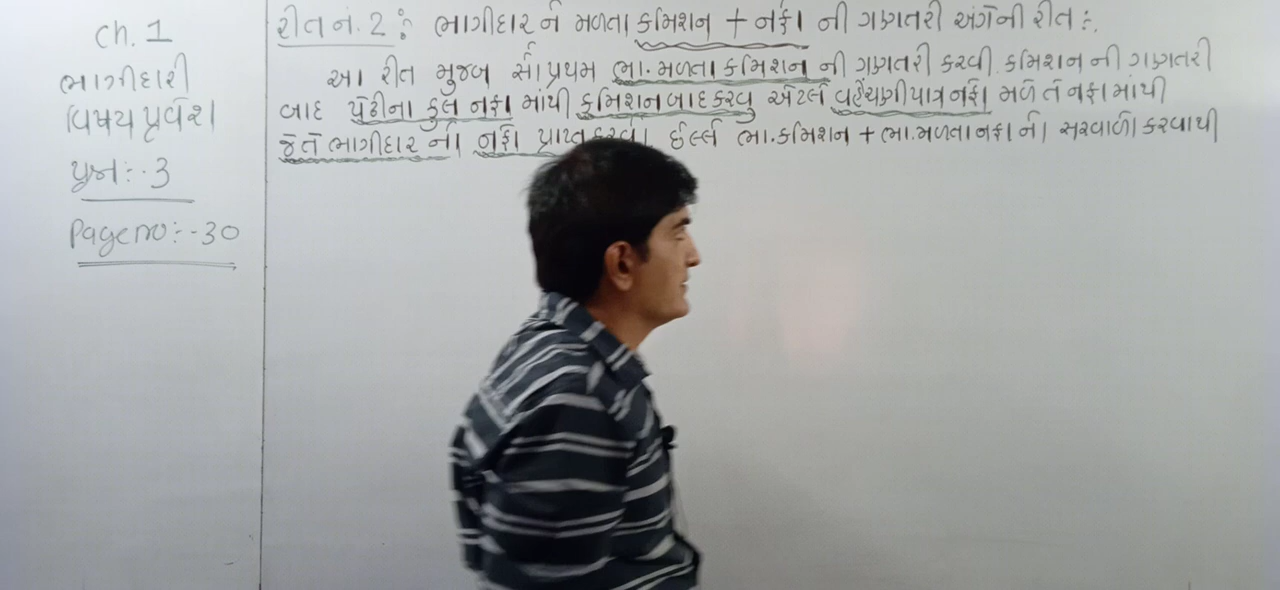 ch. 1
ભાગીદારી
વિષય પ્રવેશ
પ્રશ્ન:- 3
Page no:- 30
રીત નં. 2 : ભાગીદાર ને મળતા કમિશન + નફા ની ગણતરી અંગેની રીત :.
આ રીત મુજબ સૌ પ્રથમ ભા. મળતા કમિશન ની ગણતરી કરવી. કમિશન ની ગણતરી
બાદ પેઢીના કુલ નફા માંથી કમિશન બાદ કરવુ એટલે વહેંચણીપાત્ર નફો મળે તે નફા માંથી
જે તે ભાગીદાર નો નફો પ્રાપ્ત કરવો છેલ્લે ભા. કમિશન + ભા. મળતા નફા નો સરવાળો કરવાથી